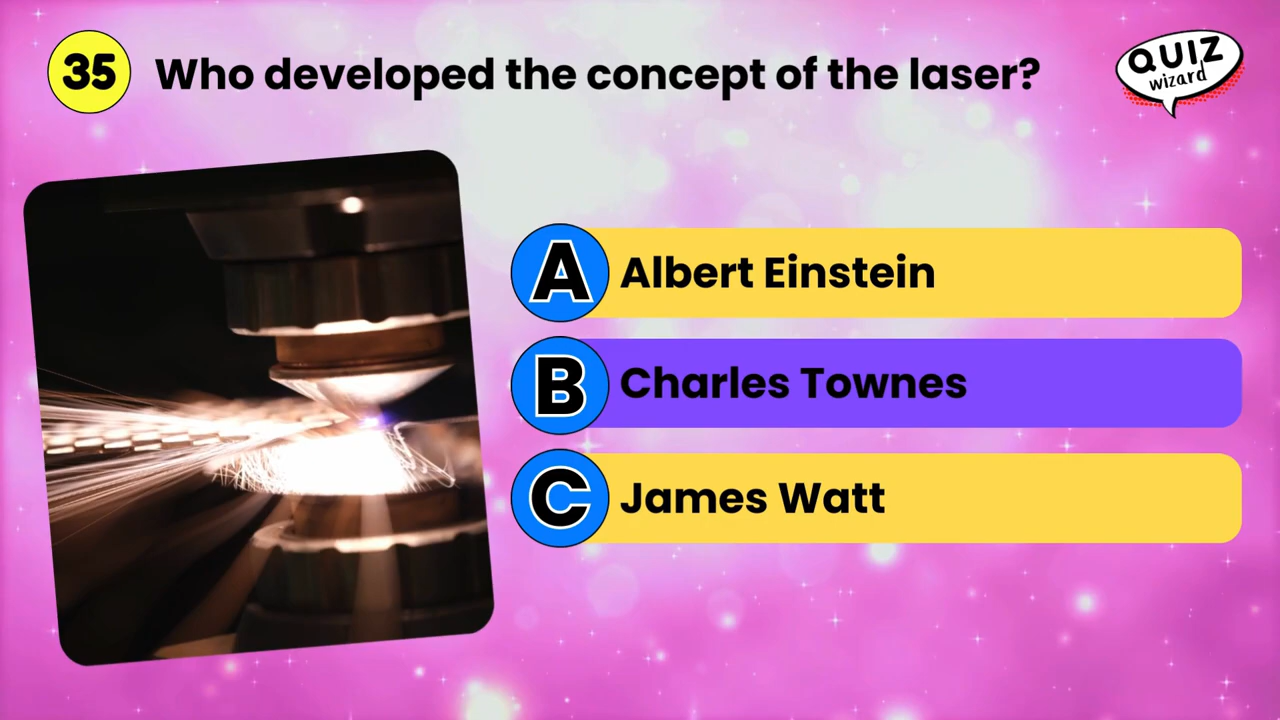 35 Who developed the concept of the laser?
QUIZ
wizard
A Albert Einstein
B Charles Townes
C James Watt